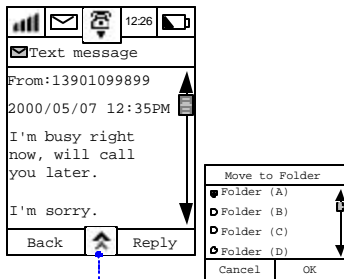 12:26
Text message
From:13901099899
2000/05/07 12:35PM
I'm busy right
now, will call
you later.
I'm sorry.
Back Reply
Move to Folder
Folder (A)
Folder (B)
Folder (C)
Folder (D)
Cancel OK